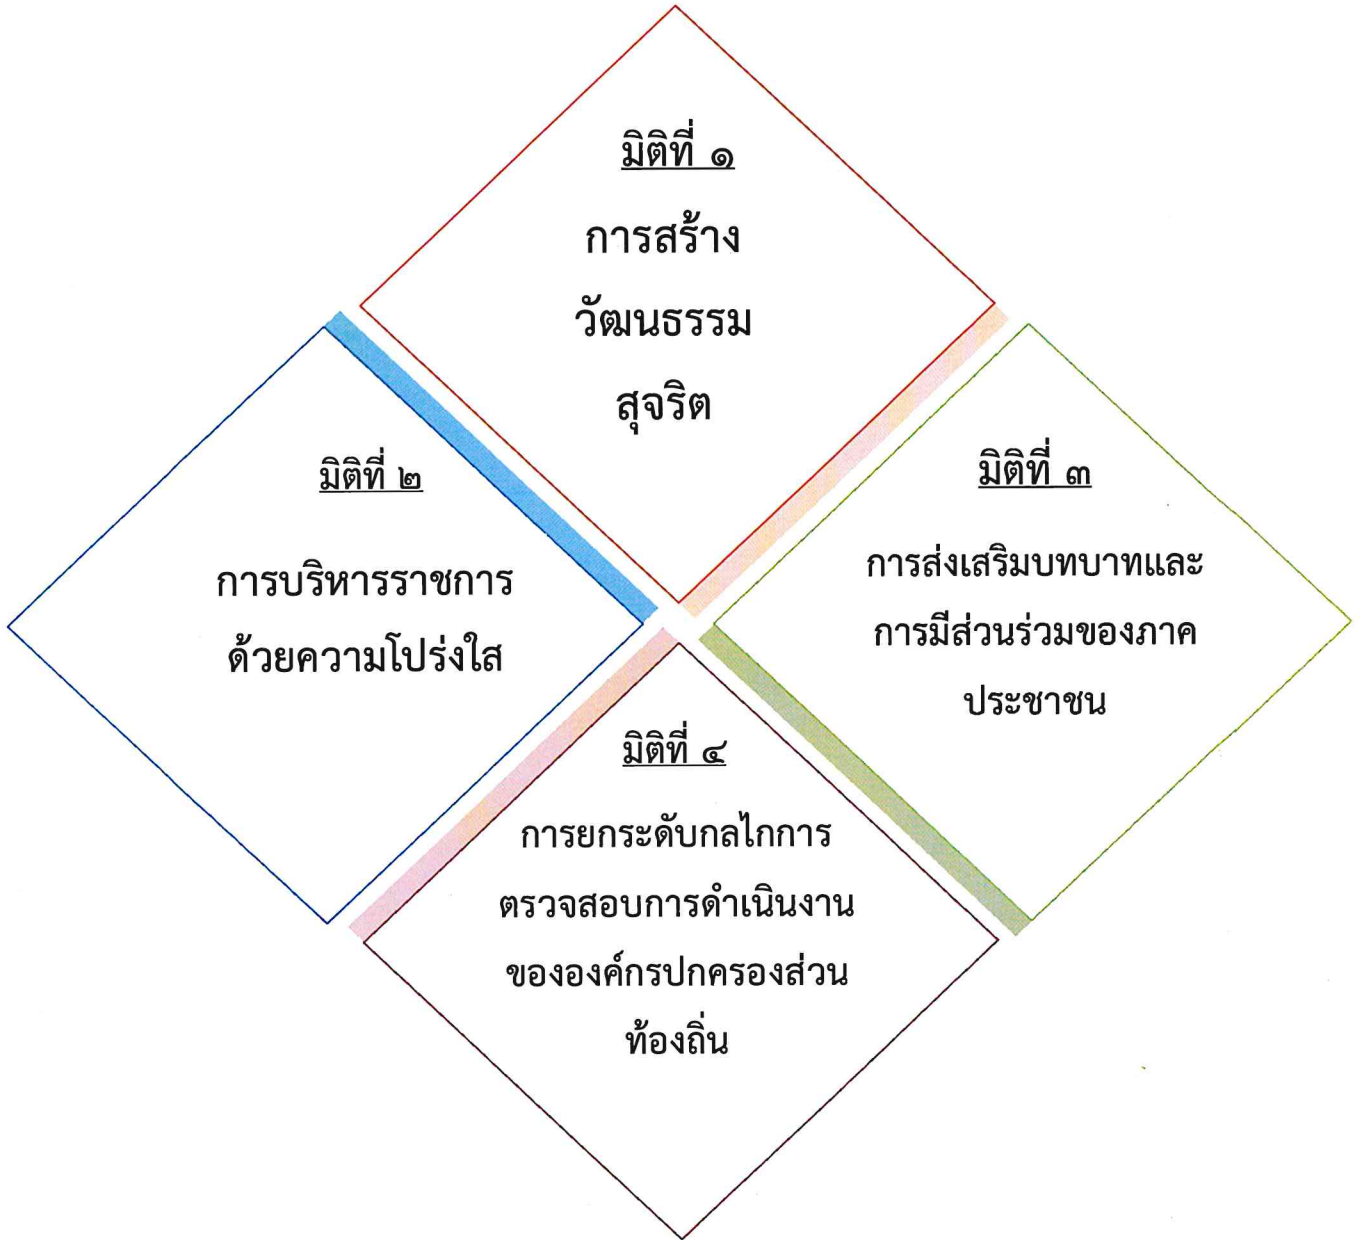 มิติที่ ๑
การสร้าง
วัฒนธรรม
สุจริต
มิติที่ ๒
การบริหารราชการ
ด้วยความโปร่งใส
มิติที่ ๓
การส่งเสริมบทบาทและ
การมีส่วนร่วมของภาค
ประชาชน
มิติที่ ๔
การยกระดับกลไกการ
ตรวจสอบการดำเนินงาน
ขององค์กรปกครองส่วน
ท้องถิ่น